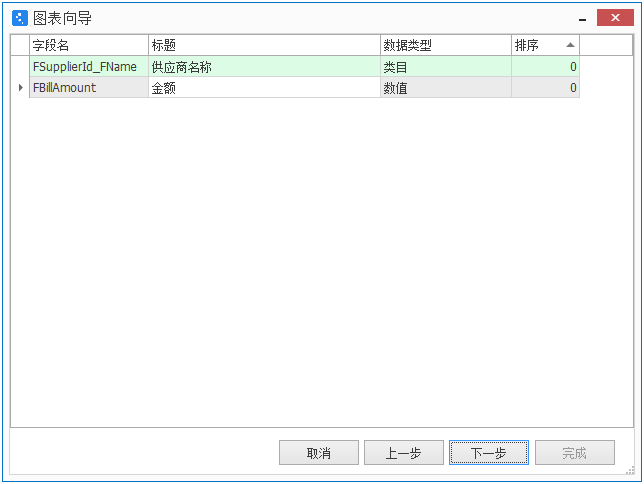 图表向导
字段名 标题 数据类型 排序
FSupplierId_FName 供应商名称 类目 0
FBillAmount 金额 数值 0
取消 上一步 下一步 完成